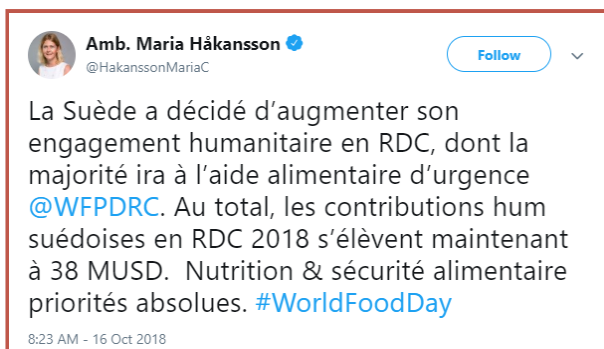 Amb. Maria Håkansson
@HakanssonMariaC
Follow
La Suède a décidé d’augmenter son
engagement humanitaire en RDC, dont la
majorité ira à l’aide alimentaire d’urgence
@WFPDRC. Au total, les contributions hum
suédoises en RDC 2018 s’élèvent maintenant
à 38 MUSD.  Nutrition & sécurité alimentaire
priorités absolues. #WorldFoodDay
8:23 AM - 16 Oct 2018